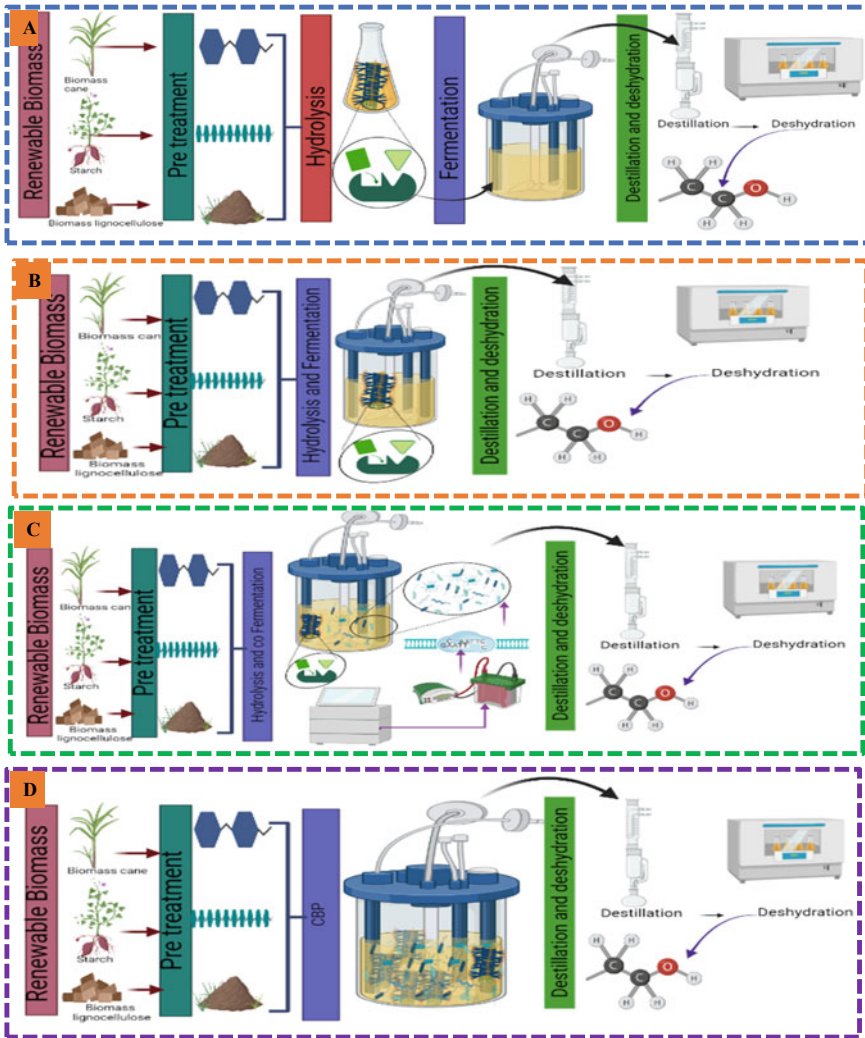 A
Renewable Biomass
Biomass
cane
Starch
Biomass lignocellulose
Pre treatment
Hydrolysis
Fermentation
Destillation and deshydration
Destillation
Deshydration
H
H
C
C
O
H
H
H
B
Renewable Biomass
Biomass can
Starch
Biomass
lignocellulose
Pre treatment
Hydrolysis and Fermentation
Destillation and deshydration
Destillation
Deshydration
H
H
C
C
O
H
H
H
C
Renewable Biomass
Biomass can
Starch
Biomass
lignocellulose
Pre treatment
Hydrolysis and co Fermentation
Destillation and deshydration
Destillation
Deshydration
H
H
C
C
O
H
H
H
D
Renewable Biomass
Biomass cane
Starch
Biomass
lignocellulose
Pre treatment
CBP
Destillation and deshydration
Destillation
Deshydration
H
H
C
C
O
H
H
H